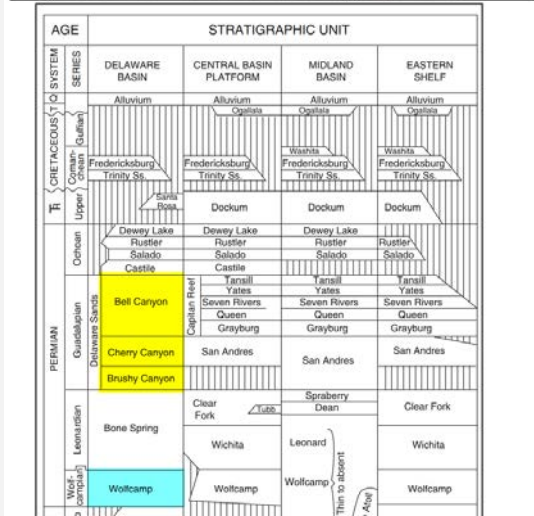 AGE STRATIGRAPHIC UNIT
SYSTEM SERIES DELAWARE BASIN CENTRAL BASIN PLATFORM MIDLAND BASIN EASTERN SHELF
Q Alluvium Alluvium Alluvium Alluvium
T Ogallala Ogallala Ogallala
CRETACEOUS Gulfian
Washita Washita
Coman-chean Fredericksburg Fredericksburg Fredericksburg Fredericksburg
Trinity Ss. Trinity Ss. Trinity Ss. Trinity Ss.
TR Upper Santa Rosa Dockum Dockum Dockum
PERMIAN Ochoan Dewey Lake Dewey Lake Dewey Lake
Rustler Rustler Rustler Rustler
Salado Salado Salado Salado
Castile Castile
Guadalupian Delaware Sands Bell Canyon Capitan Reef Tansill Tansill Tansill
Yates Yates Yates
Seven Rivers Seven Rivers Seven Rivers
Queen Queen Queen
Grayburg Grayburg Grayburg
Cherry Canyon San Andres San Andres San Andres
Brushy Canyon
Leonardian Bone Spring Clear Fork Tubb Spraberry Clear Fork
Dean
Wichita Leonard Wichita
Wolf-campian Wolfcamp Wolfcamp Wolfcamp Thin to absent Wolfcamp
Atoll